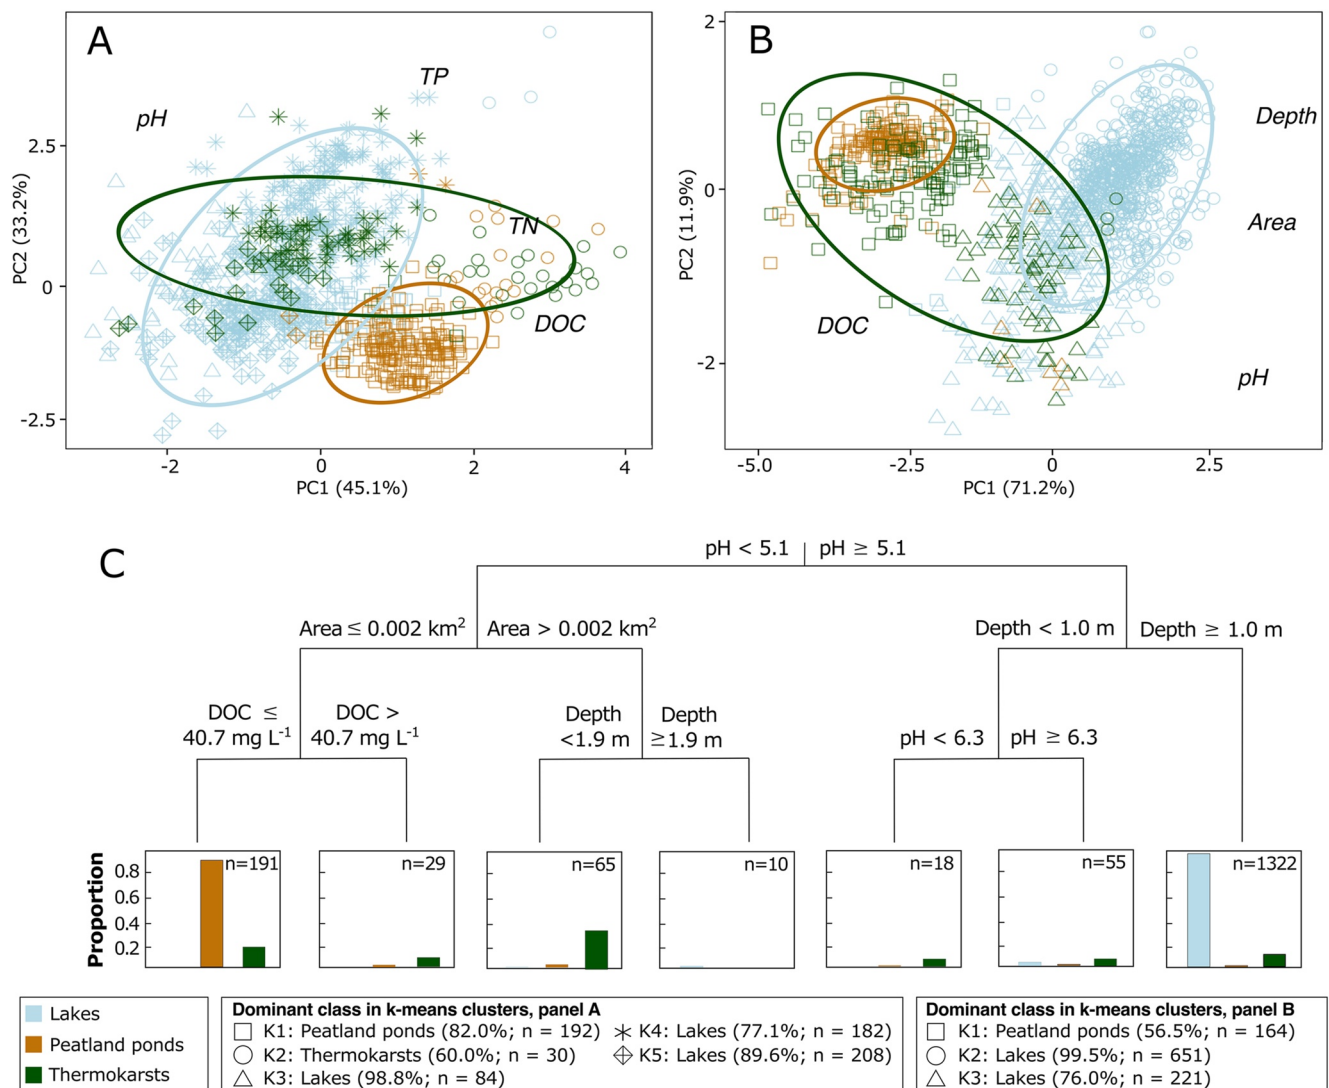 A
pH
TP
TN
DOC
2.5
0
-2.5
PC2 (33.2%)
-2
0
2
4
PC1 (45.1%)
B
Depth
Area
DOC
pH
2
0
-2
PC2 (11.9%)
-5.0
-2.5
0
2.5
PC1 (71.2%)
C
pH < 5.1
pH ≥ 5.1
Area ≤ 0.002 km²
Area > 0.002 km²
Depth < 1.0 m
Depth ≥ 1.0 m
DOC ≤
40.7 mg L⁻¹
DOC >
40.7 mg L⁻¹
Depth
<1.9 m
Depth
≥1.9 m
pH < 6.3
pH ≥ 6.3
Proportion
0.8
0.6
0.4
0.2
n=191
n=29
n=65
n=10
n=18
n=55
n=1322
Lakes
Peatland ponds
Thermokarsts
Dominant class in k-means clusters, panel A
K1: Peatland ponds (82.0%; n = 192)
K2: Thermokarsts (60.0%; n = 30)
K3: Lakes (98.8%; n = 84)
K4: Lakes (77.1%; n = 182)
K5: Lakes (89.6%; n = 208)
Dominant class in k-means clusters, panel B
K1: Peatland ponds (56.5%; n = 164)
K2: Lakes (99.5%; n = 651)
K3: Lakes (76.0%; n = 221)